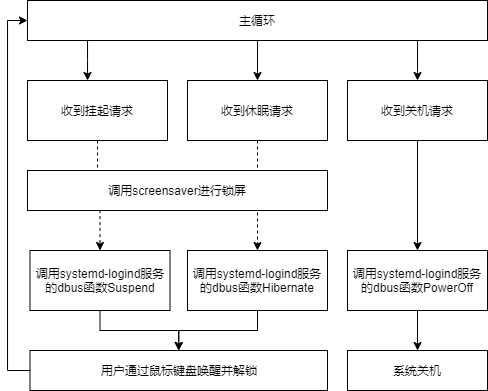 主循环
收到挂起请求
收到休眠请求
收到关机请求
调用screensaver进行锁屏
调用systemd-logind服务
的dbus函数Suspend
调用systemd-logind服务
的dbus函数Hibernate
调用systemd-logind服务
的dbus函数PowerOff
用户通过鼠标键盘唤醒并解锁
系统关机